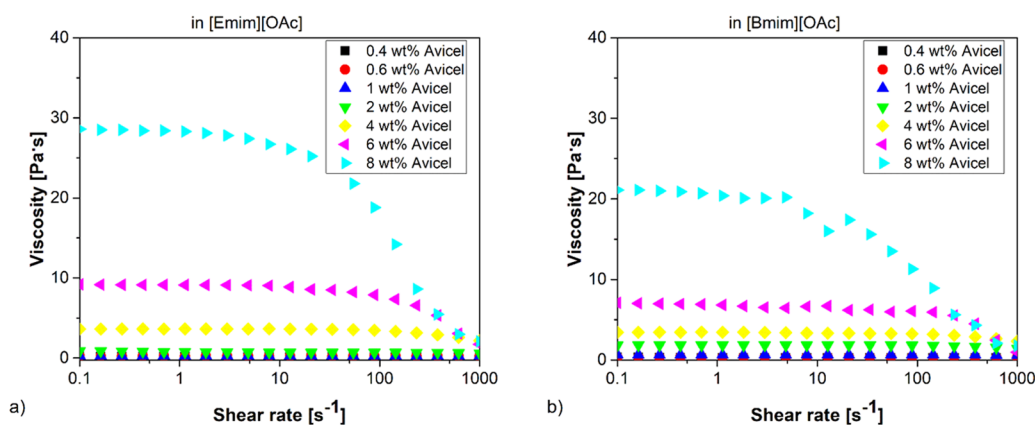 in [Emim][OAc]
40
30
20
10
0
Viscosity [Pa·s]
0.4 wt% Avicel
0.6 wt% Avicel
1 wt% Avicel
2 wt% Avicel
4 wt% Avicel
6 wt% Avicel
8 wt% Avicel
0.1 1 10 100 1000
Shear rate [s⁻¹]
a)
in [Bmim][OAc]
40
30
20
10
0
Viscosity [Pa·s]
0.4 wt% Avicel
0.6 wt% Avicel
1 wt% Avicel
2 wt% Avicel
4 wt% Avicel
6 wt% Avicel
8 wt% Avicel
0.1 1 10 100 1000
Shear rate [s⁻¹]
b)